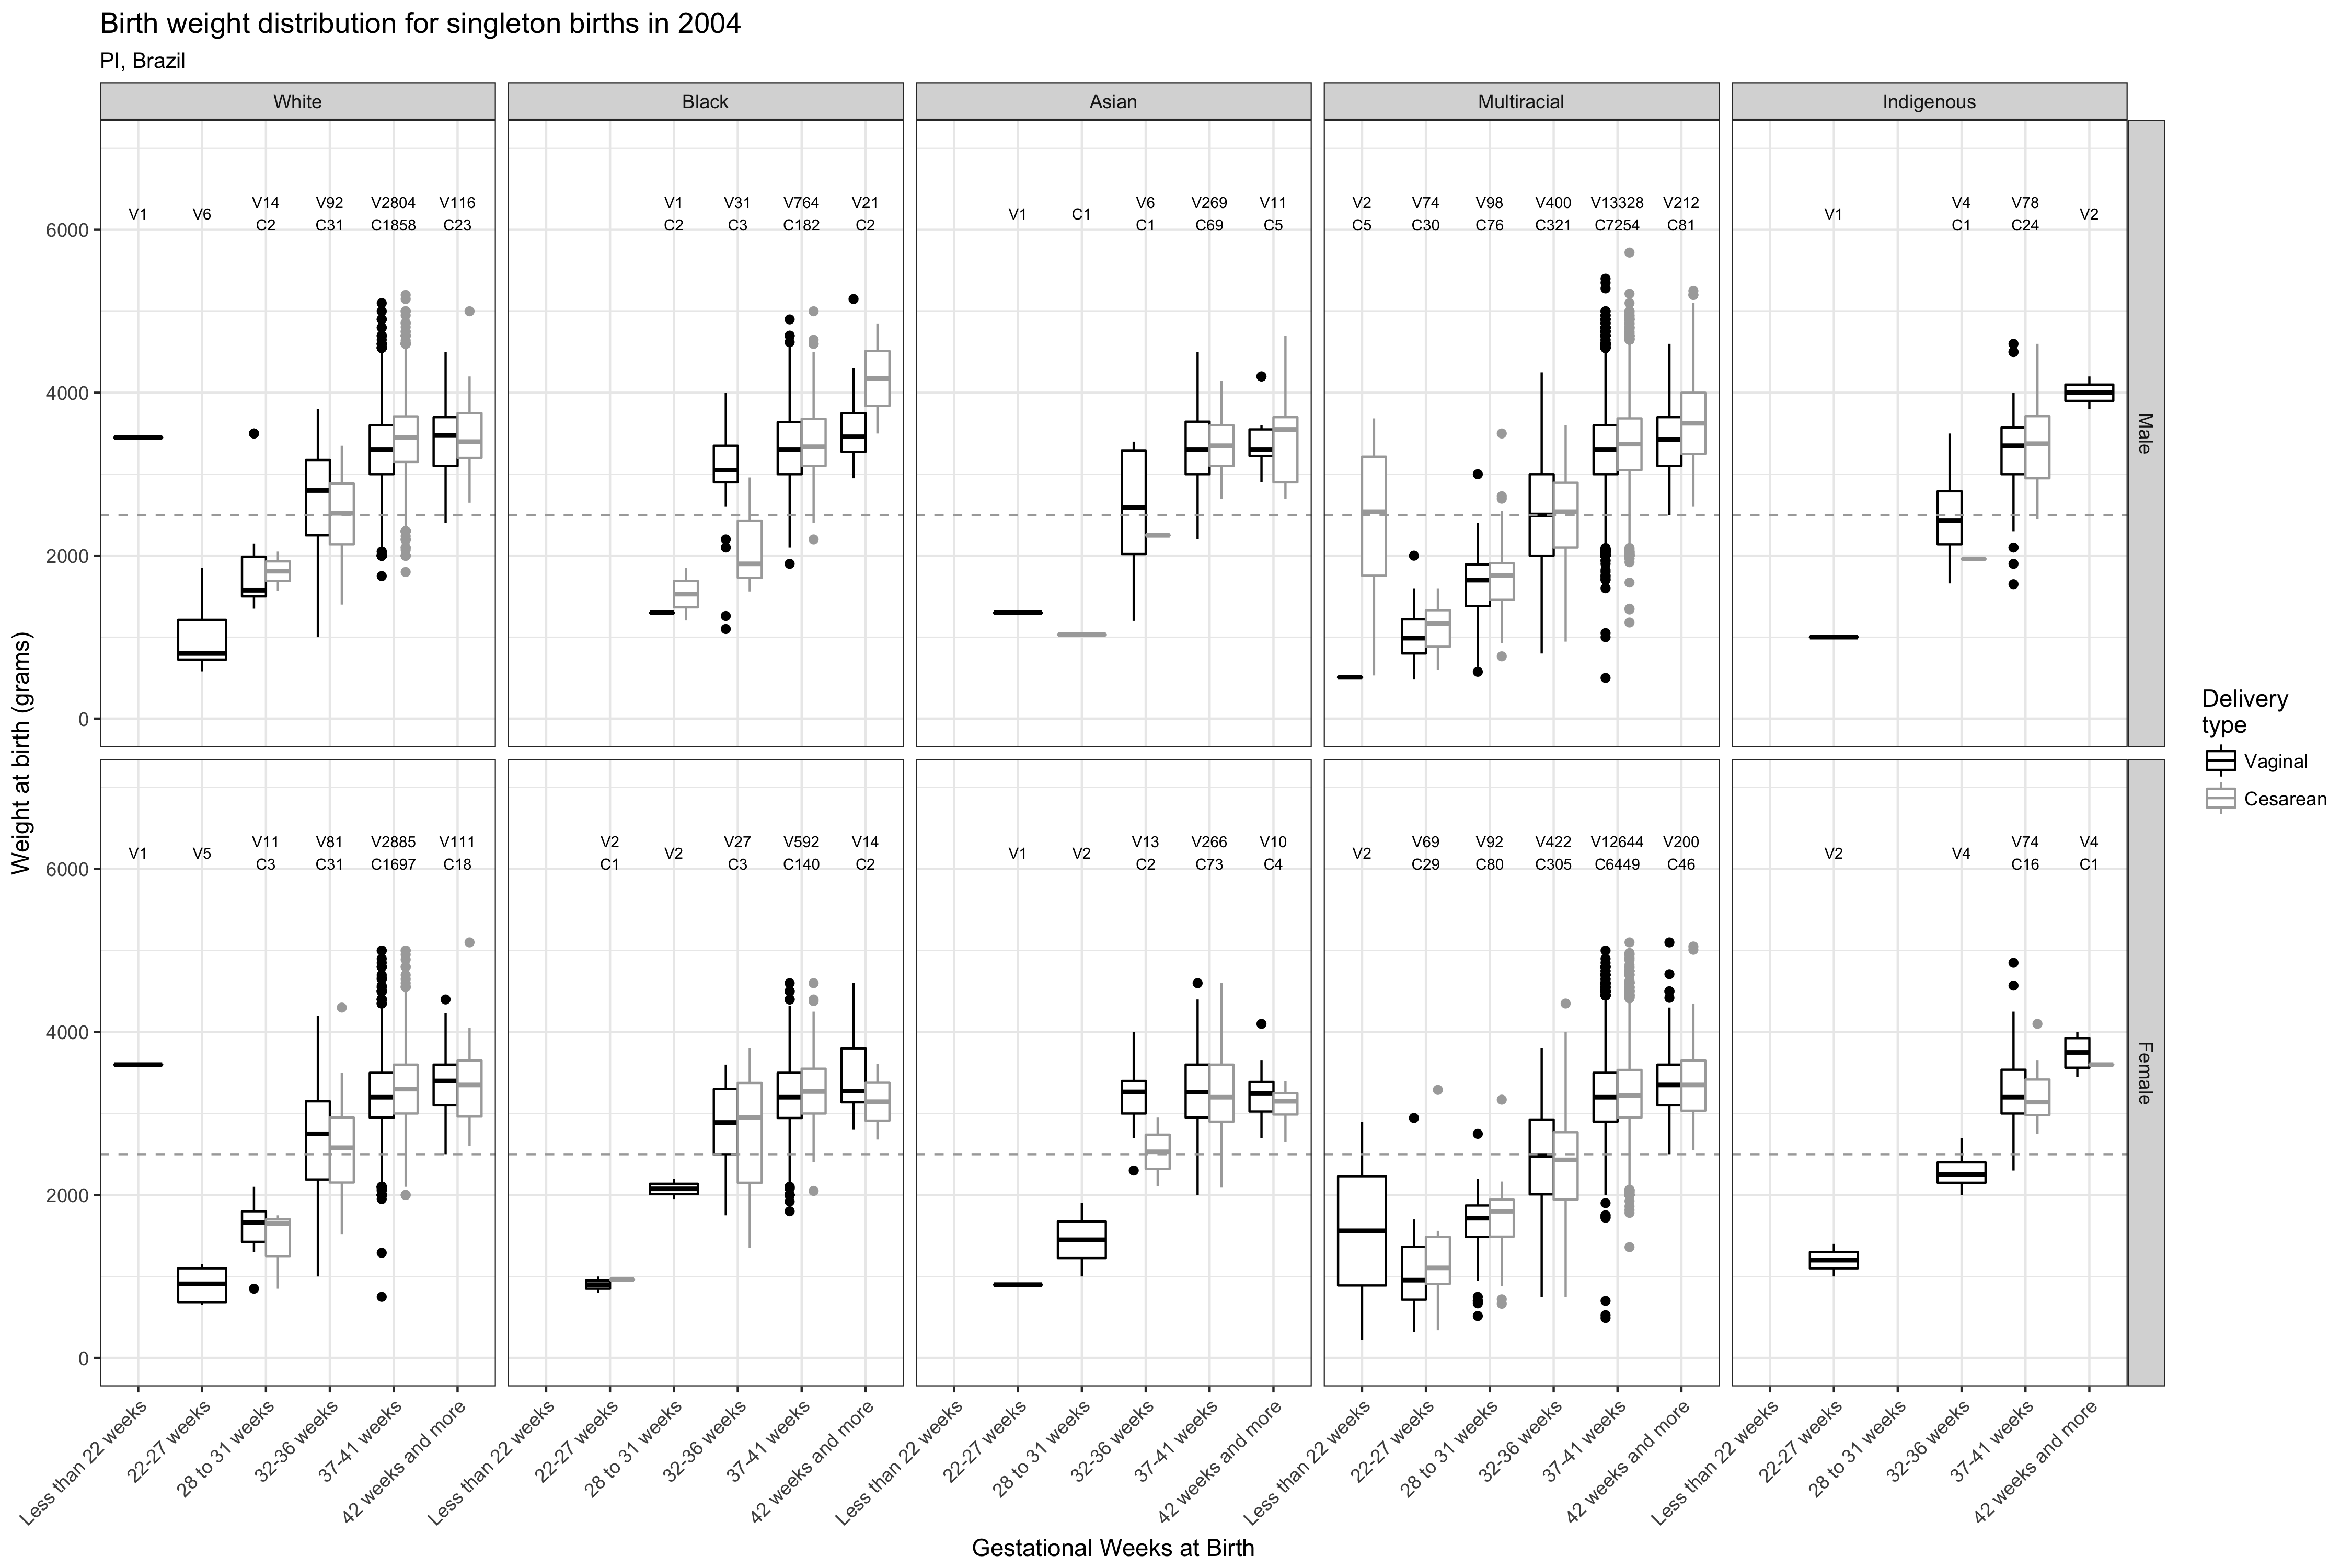 Birth weight distribution for singleton births in 2004
PI, Brazil
White
Black
Asian
Multiracial
Indigenous
V14 V92 V2804 V116
V1 V6
C2 C31 C1858 C23
V1 V31 V764 V21
C2 C3 C182 C2
V6 V269 V11
V1 C1
C1 C69 C5
V2 V74 V98 V400 V13328 V212
C5 C30 C76 C321 C7254 C81
V4 V78
V1 V2
C1 C24
6000
4000
2000
0
Male
V11 V81 V2885 V111
V1 V5
C3 C31 C1697 C18
V2 V27 V592 V14
V2
C1 C3 C140 C2
V13 V266 V10
V1 V2
C2 C73 C4
V69 V92 V422 V12644 V200
V2
C29 C80 C305 C6449 C46
V74 V4
V2 V4
C16 C1
6000
4000
2000
0
Female
Weight at birth (grams)
Less than 22 weeks
22-27 weeks
28 to 31 weeks
32-36 weeks
37-41 weeks
42 weeks and more
Less than 22 weeks
22-27 weeks
28 to 31 weeks
32-36 weeks
37-41 weeks
42 weeks and more
Less than 22 weeks
22-27 weeks
28 to 31 weeks
32-36 weeks
37-41 weeks
42 weeks and more
Less than 22 weeks
22-27 weeks
28 to 31 weeks
32-36 weeks
37-41 weeks
42 weeks and more
Less than 22 weeks
22-27 weeks
28 to 31 weeks
32-36 weeks
37-41 weeks
42 weeks and more
Gestational Weeks at Birth
Delivery
type
Vaginal
Cesarean